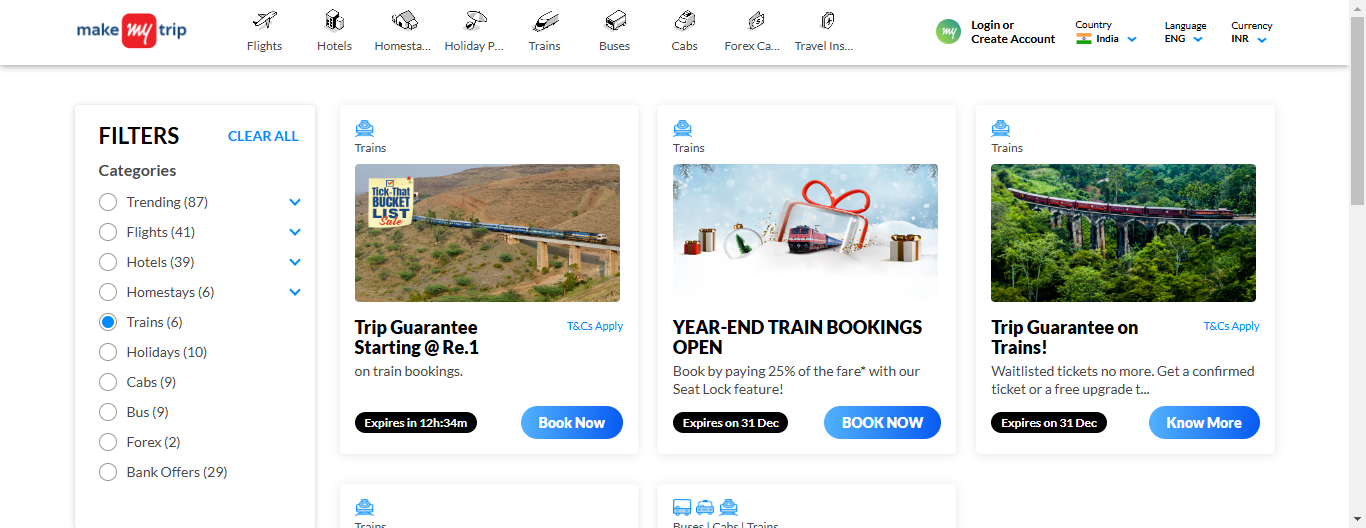 make my trip
Flights
Hotels
Homesta...
Holiday P...
Trains
Buses
Cabs
Forex Ca...
Travel Ins...
my
Login or
Create Account
Country
India
Language
ENG
Currency
INR
FILTERS
CLEAR ALL
Categories
Trending (87)
Flights (41)
Hotels (39)
Homestays (6)
Trains (6)
Holidays (10)
Cabs (9)
Bus (9)
Forex (2)
Bank Offers (29)
Trains
Tick-That
BUCKET
LIST
Sale
Trip Guarantee
Starting @ Re.1
T&Cs Apply
on train bookings.
Expires in 12h:34m
Book Now
Trains
YEAR-END TRAIN BOOKINGS
OPEN
Book by paying 25% of the fare* with our
Seat Lock feature!
Expires on 31 Dec
BOOK NOW
Trains
Trip Guarantee on
Trains!
T&Cs Apply
Waitlisted tickets no more. Get a confirmed
ticket or a free upgrade t...
Expires on 31 Dec
Know More
Trains
Buses | Cabs | Trains